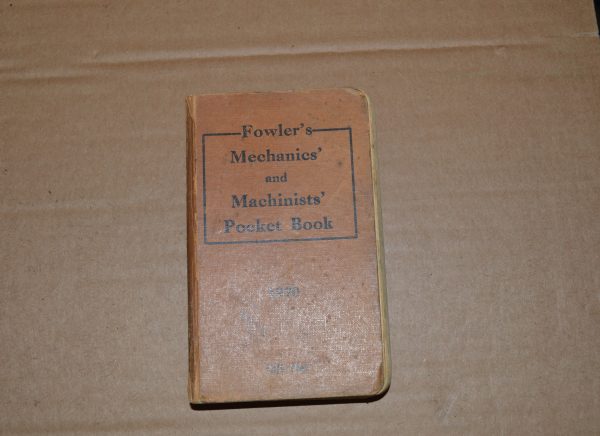 Fowler's
Mechanics'
and
Machinists'
Pocket Book